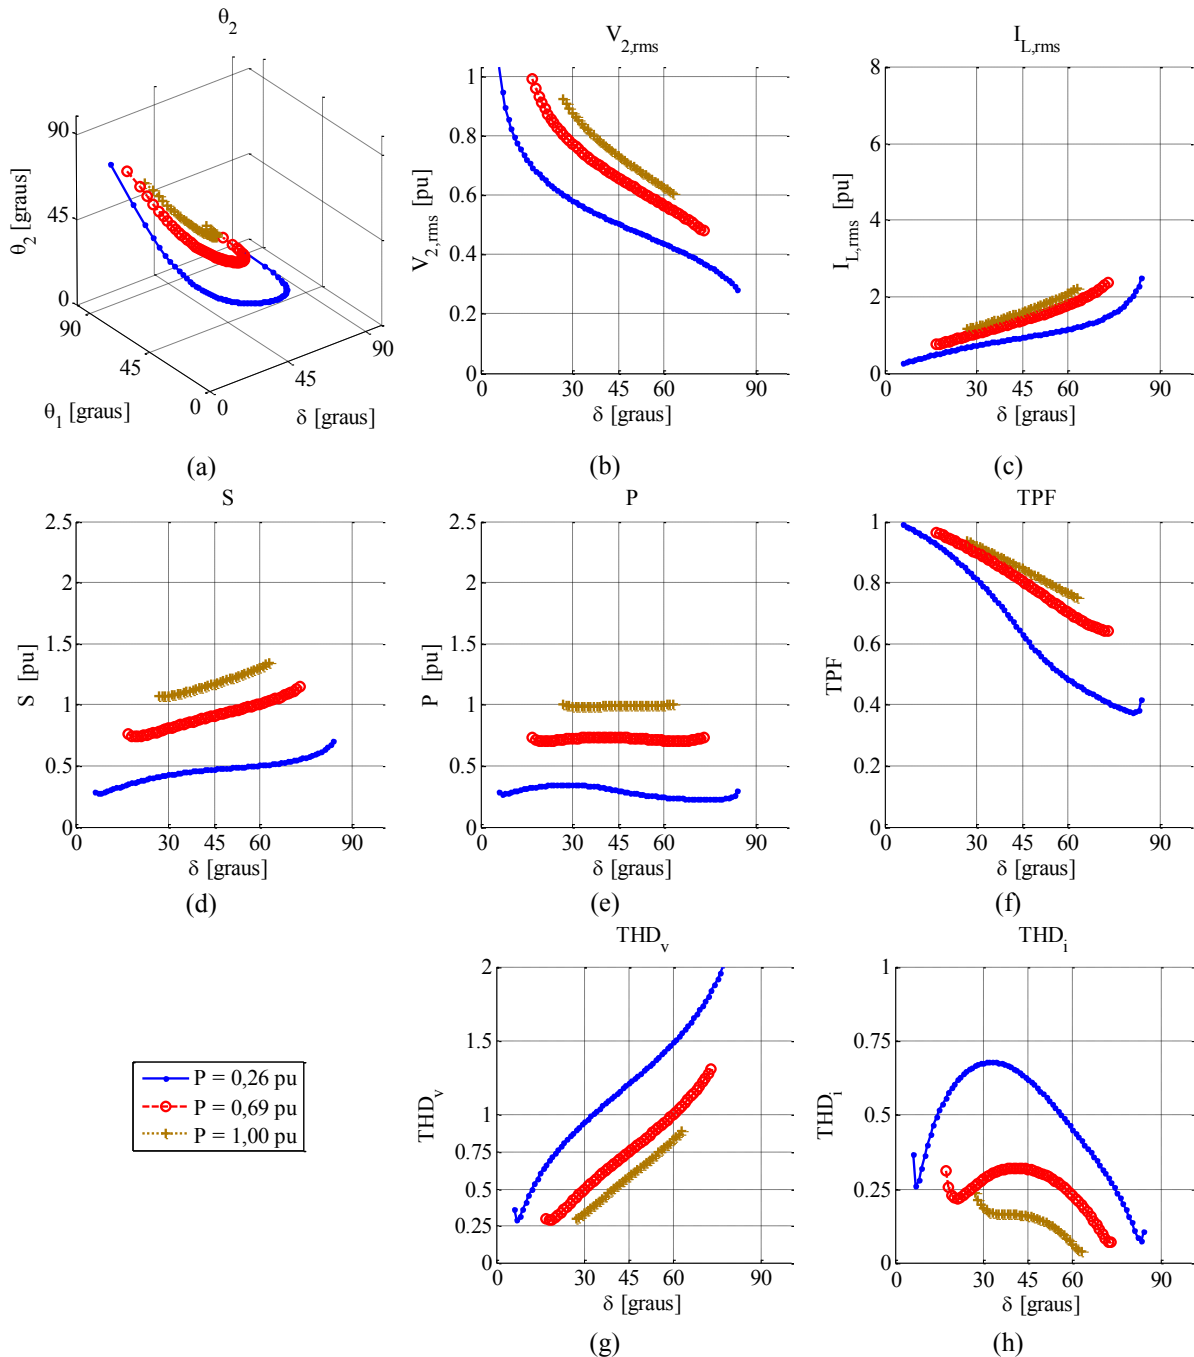 θ2
90
45
0
θ2 [graus]
90
45
0
θ1 [graus]
0
45
90
δ [graus]
(a)
V2,rms
1
0.8
0.6
0.4
0.2
0
V2,rms [pu]
0 30 45 60 90
δ [graus]
(b)
IL,rms
8
6
4
2
0
IL,rms [pu]
0 30 45 60 90
δ [graus]
(c)
S
2.5
2
1.5
1
0.5
0
S [pu]
0 30 60 90
δ [graus]
(d)
P
2.5
2
1.5
1
0.5
0
P [pu]
0 30 45 60 90
δ [graus]
(e)
TPF
1
0.8
0.6
0.4
0.2
0
TPF
0 30 45 60 90
δ [graus]
(f)
P = 0,26 pu
P = 0,69 pu
P = 1,00 pu
THDv
2
1.5
1
0.75
0.5
0.25
0
THDv
0 30 45 60 90
δ [graus]
(g)
THDi
1
0.75
0.5
0.25
0
THDi
0 30 45 60 90
δ [graus]
(h)